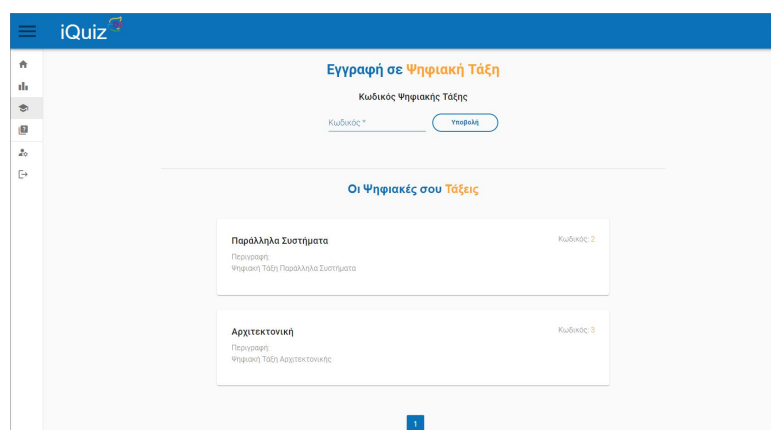 iQuiz
Εγγραφή σε Ψηφιακή Τάξη
Κωδικός Ψηφιακής Τάξης
Κωδικός *
Υποβολή
Οι Ψηφιακές σου Τάξεις
Παράλληλα Συστήματα
Κωδικός: 2
Περιγραφή:
Ψηφιακή Τάξη Παράλληλα Συστήματα
Αρχιτεκτονική
Κωδικός: 3
Περιγραφή:
Ψηφιακή Τάξη Αρχιτεκτονικής
1